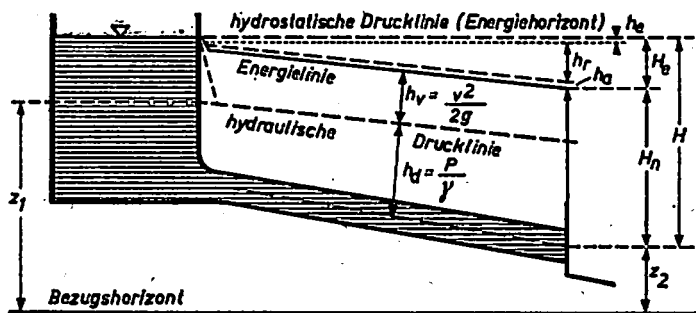 hydrostatische Drucklinie (Energiehorizont)
h_e
Energielinie
h_r
h_a
H_e
h_v = v²/2g
hydraulische
Drucklinie
h_d = P/γ
H_n
H
z_1
z_2
Bezugshorizont